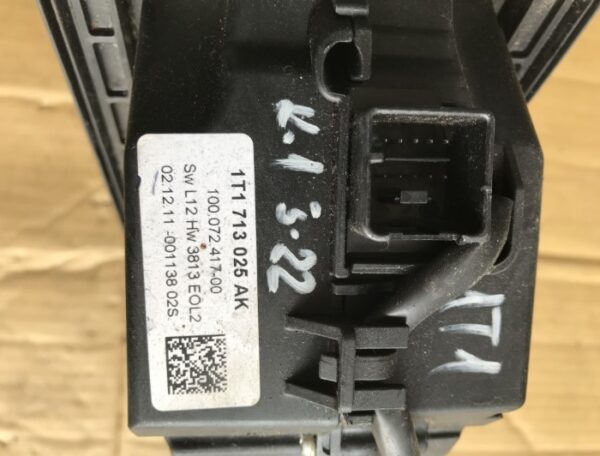 1T1 713 025 AK
100.072.417-00
Sw L12 Hw 3813 EOL2
02.12.11 -001138 02S
K.1 3.22
1T1